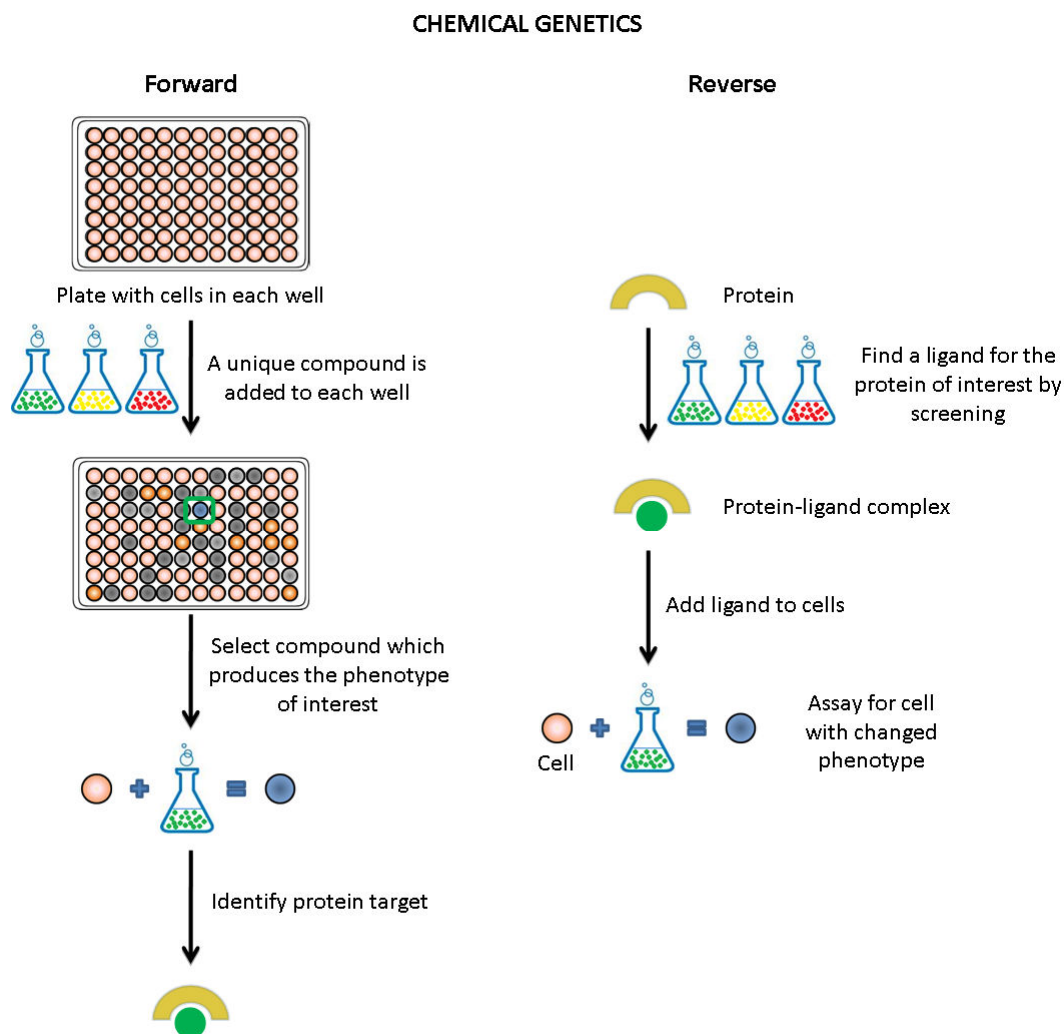 CHEMICAL GENETICS
Forward
Plate with cells in each well
A unique compound is
added to each well
Select compound which
produces the phenotype
of interest
Identify protein target
Reverse
Protein
Find a ligand for the
protein of interest by
screening
Protein-ligand complex
Add ligand to cells
Cell
Assay for cell
with changed
phenotype